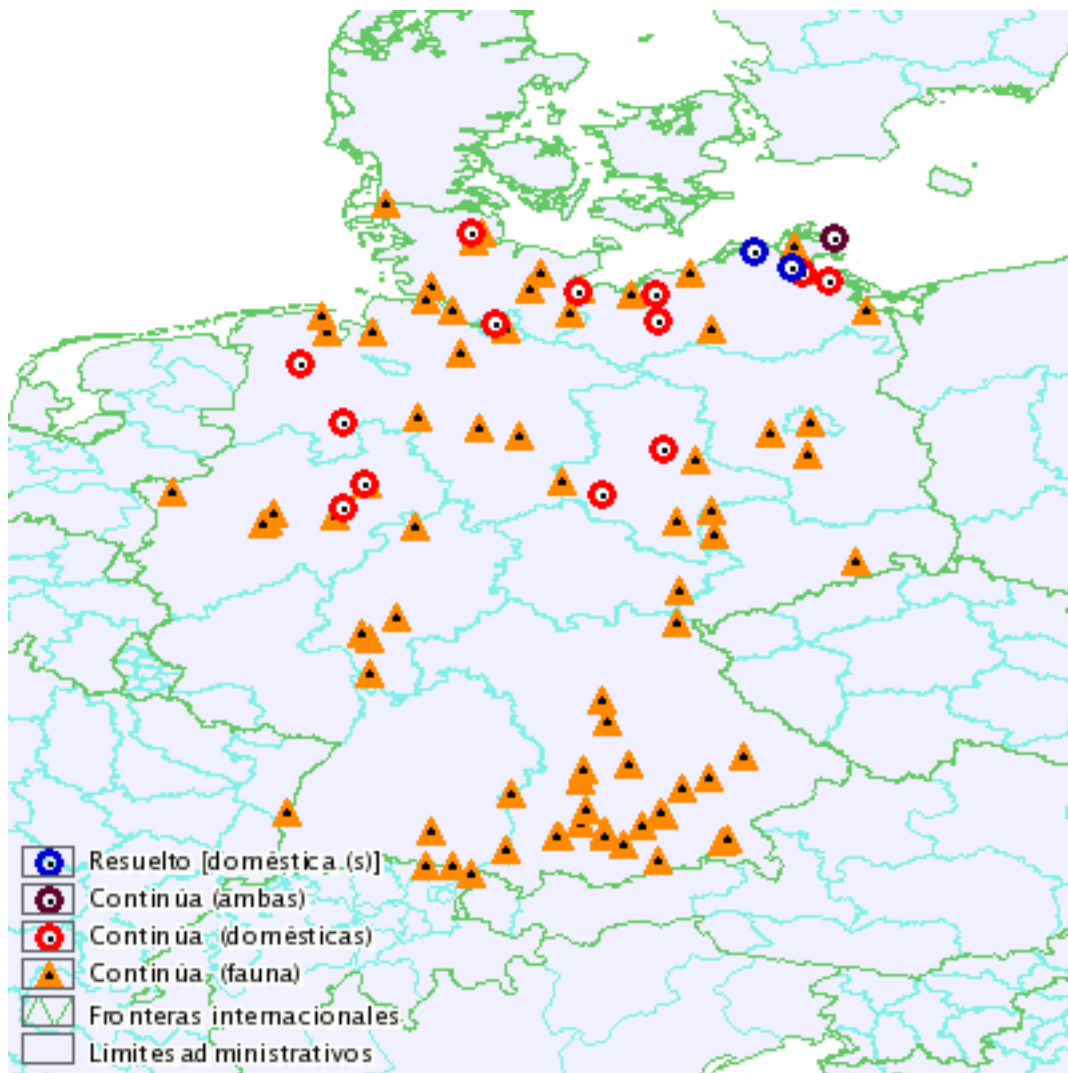 Resuelto [doméstica (s)]
Continúa (ambas)
Continúa (domésticas)
Continúa (fauna)
Fronteras internacionales
Límites administrativos